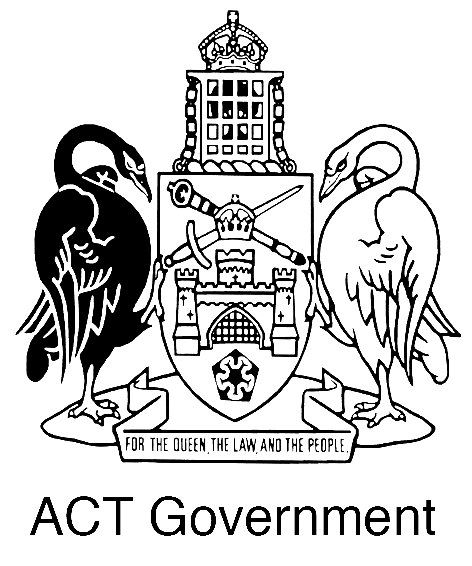 FOR THE QUEEN, THE LAW, AND THE PEOPLE.
ACT Government